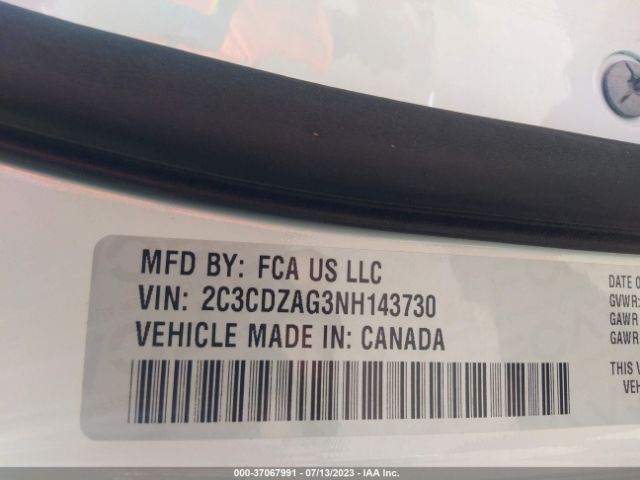 MFD BY: FCA US LLC
VIN: 2C3CDZAG3NH143730
VEHICLE MADE IN: CANADA
DATE O
GVWR:
GAWR
GAWR
THIS V
VEH
000-37067991 - 07/13/2023 - IAA Inc.